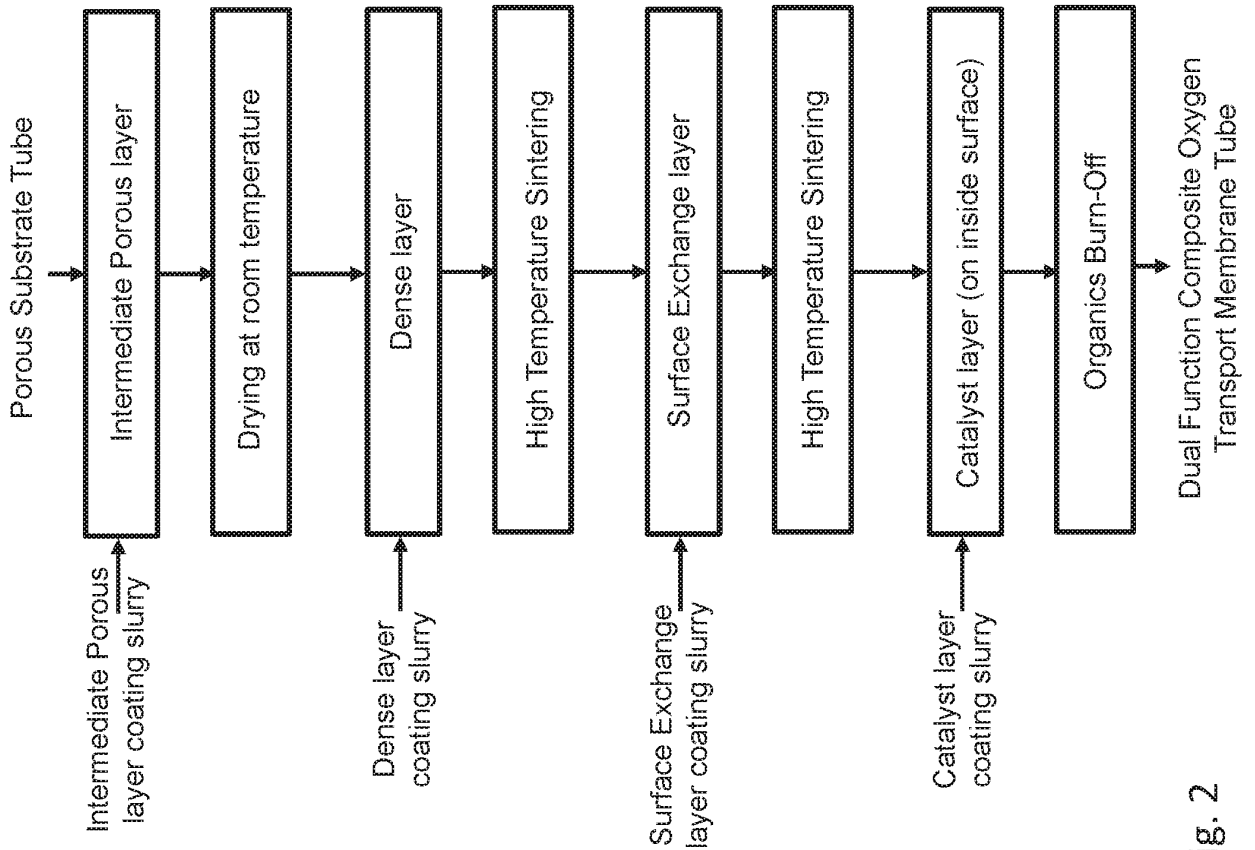 Porous Substrate Tube
Intermediate Porous
layer coating slurry
Intermediate Porous layer
Drying at room temperature
Dense layer
coating slurry
Dense layer
High Temperature Sintering
Surface Exchange
layer coating slurry
Surface Exchange layer
High Temperature Sintering
Catalyst layer
coating slurry
Catalyst layer (on inside surface)
Organics Burn-Off
Dual Function Composite Oxygen
Transport Membrane Tube
ig. 2